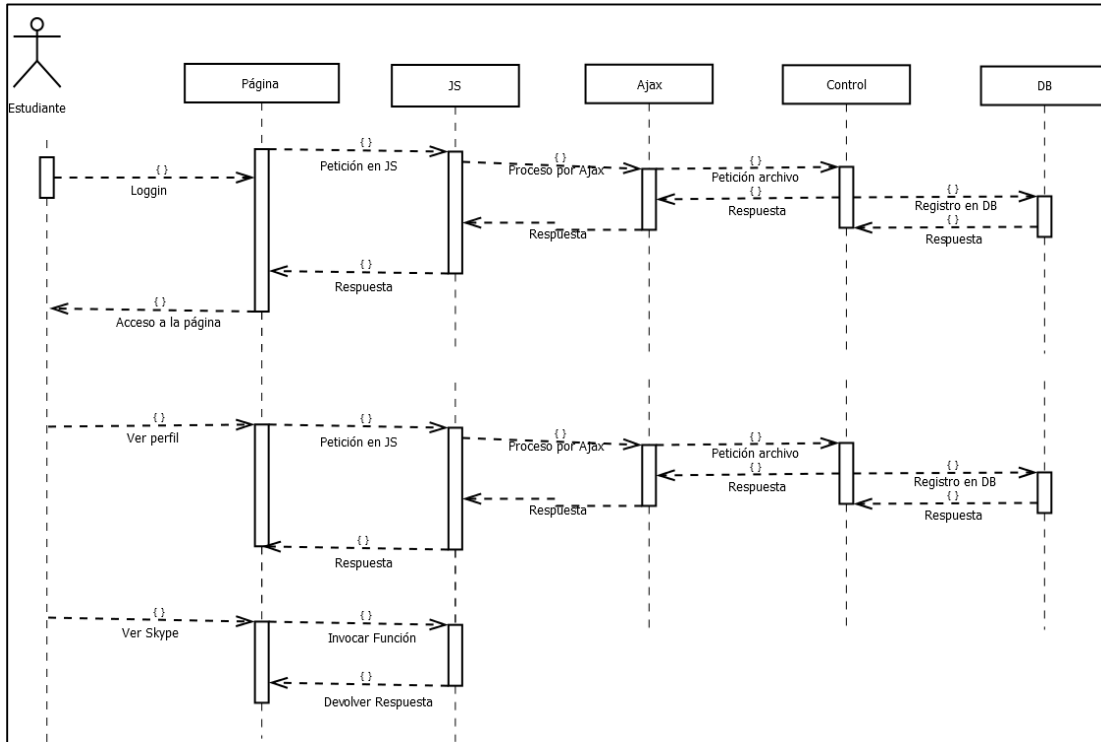 Estudiante
Página
JS
Ajax
Control
DB
{ }
Loggin
{ }
Petición en JS
{ }
Proceso por Ajax
{ }
Petición archivo
{ }
Registro en DB
{ }
Respuesta
{ }
Respuesta
Respuesta
{ }
Respuesta
{ }
Acceso a la página
{ }
Ver perfil
{ }
Petición en JS
{ }
Proceso por Ajax
{ }
Petición archivo
{ }
Registro en DB
{ }
Respuesta
{ }
Respuesta
Respuesta
{ }
Respuesta
{ }
Ver Skype
{ }
Invocar Función
{ }
Devolver Respuesta